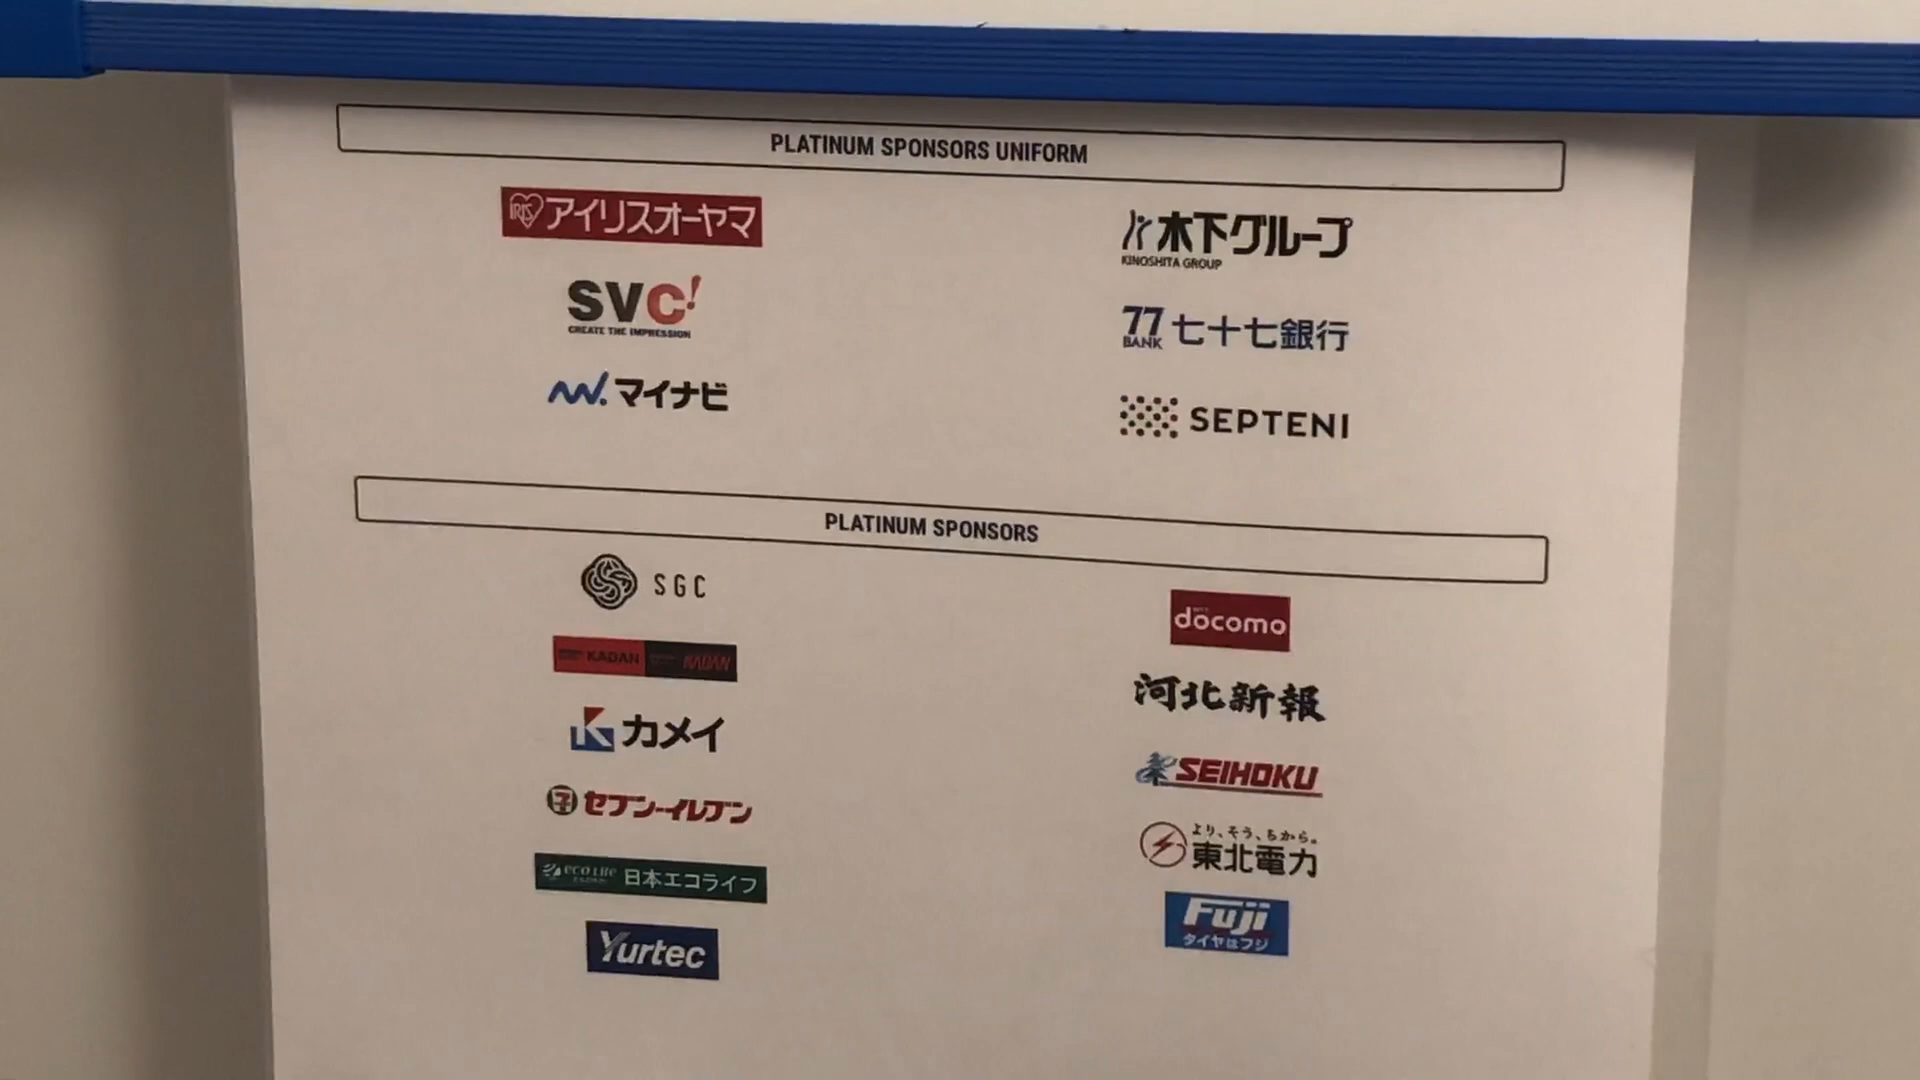 PLATINUM SPONSORS UNIFORM
IRIS アイリスオーヤマ
木下グループ
KINOSHITA GROUP
SVC!
CREATE THE IMPRESSION
77 BANK 七十七銀行
マイナビ
SEPTENI
PLATINUM SPONSORS
SGC
docomo
KADAN KADAN
河北新報
カメイ
SEIHOKU
セブン-イレブン
より、そう、ちから。
東北電力
eco Life 日本エコライフ
Fuji
タイヤはフジ
Yurtec